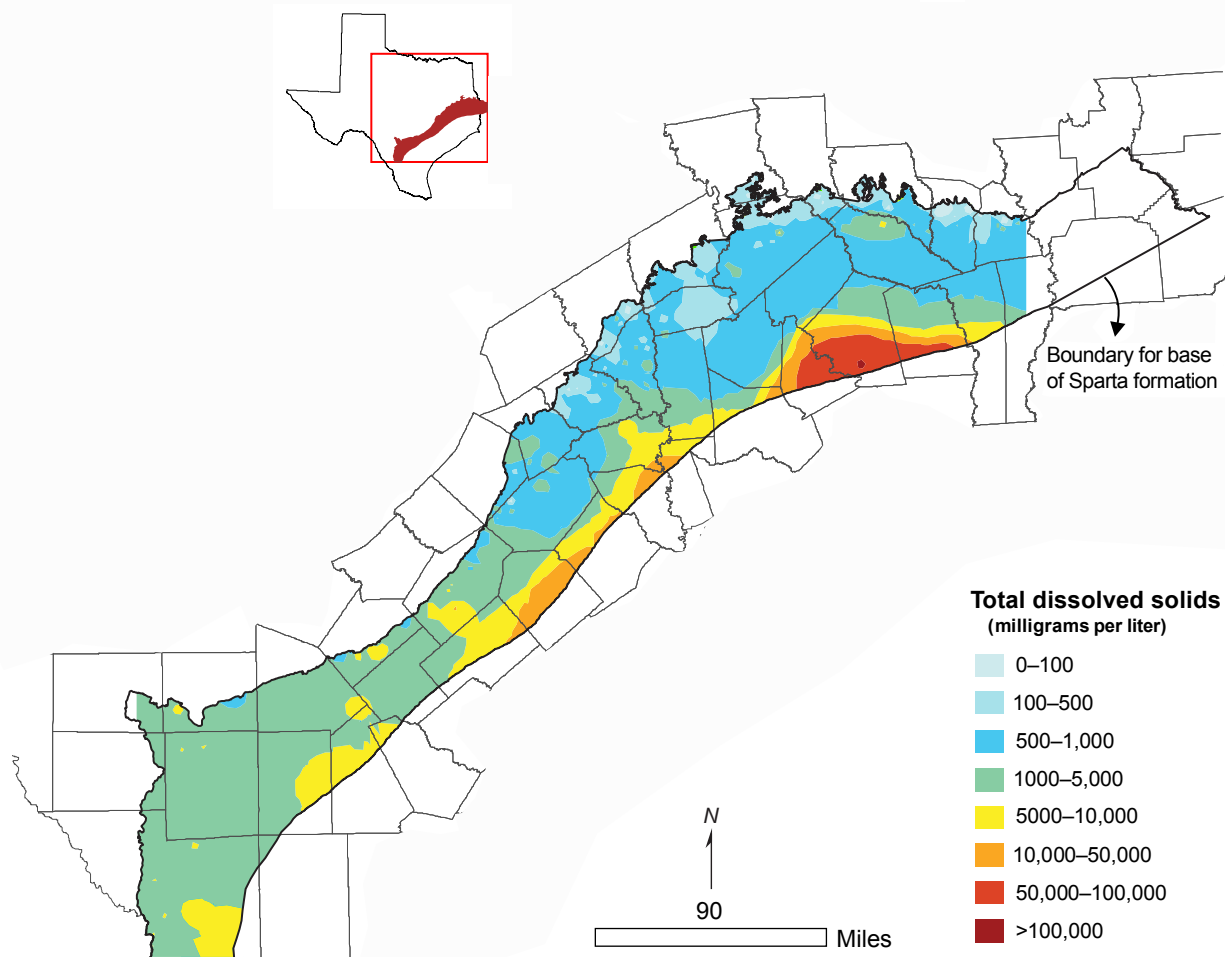 Boundary for base
of Sparta formation
Total dissolved solids
(milligrams per liter)
0–100
100–500
500–1,000
1000–5,000
5000–10,000
10,000–50,000
50,000–100,000
>100,000
N
90
Miles